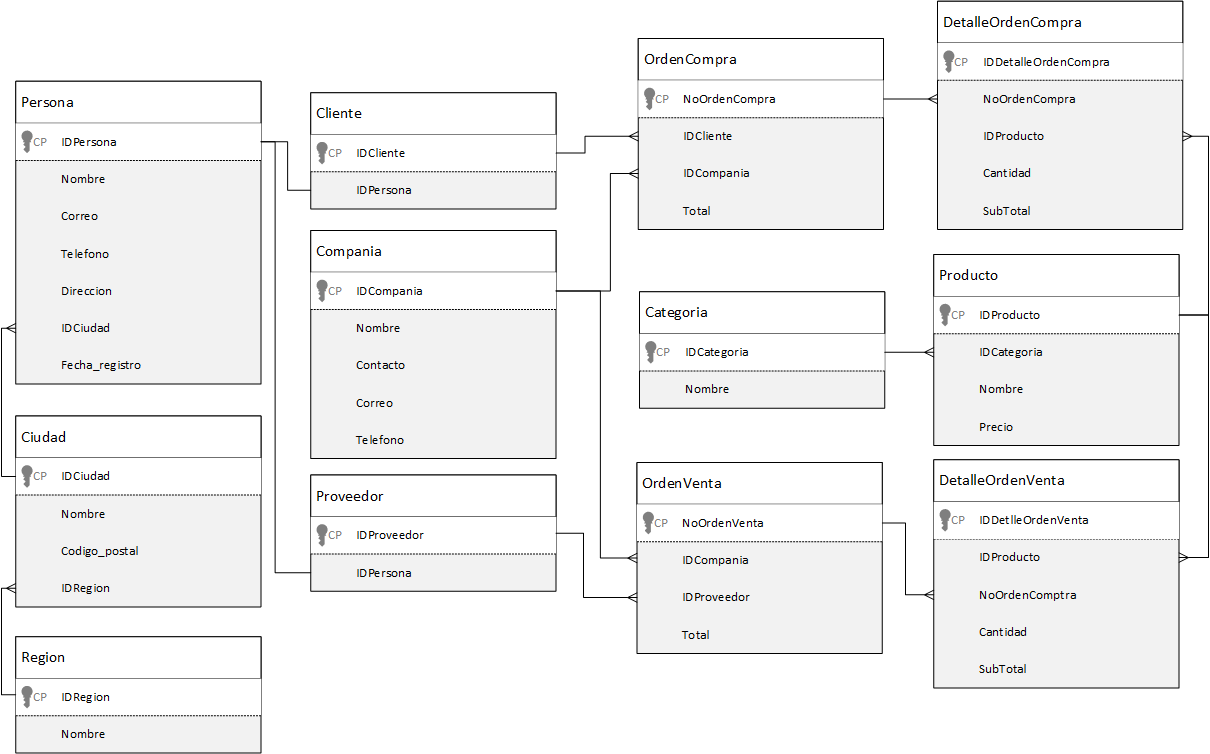 Persona
CP IDPersona
Nombre
Correo
Telefono
Direccion
IDCiudad
Fecha_registro
Ciudad
CP IDCiudad
Nombre
Codigo_postal
IDRegion
Region
CP IDRegion
Nombre
Cliente
CP IDCliente
IDPersona
Compania
CP IDCompania
Nombre
Contacto
Correo
Telefono
Proveedor
CP IDProveedor
IDPersona
OrdenCompra
CP NoOrdenCompra
IDCliente
IDCompania
Total
Categoria
CP IDCategoria
Nombre
OrdenVenta
CP NoOrdenVenta
IDCompania
IDProveedor
Total
DetalleOrdenCompra
CP IDDetalleOrdenCompra
NoOrdenCompra
IDProducto
Cantidad
SubTotal
Producto
CP IDProducto
IDCategoria
Nombre
Precio
DetalleOrdenVenta
CP IDDetlleOrdenVenta
IDProducto
NoOrdenComptra
Cantidad
SubTotal